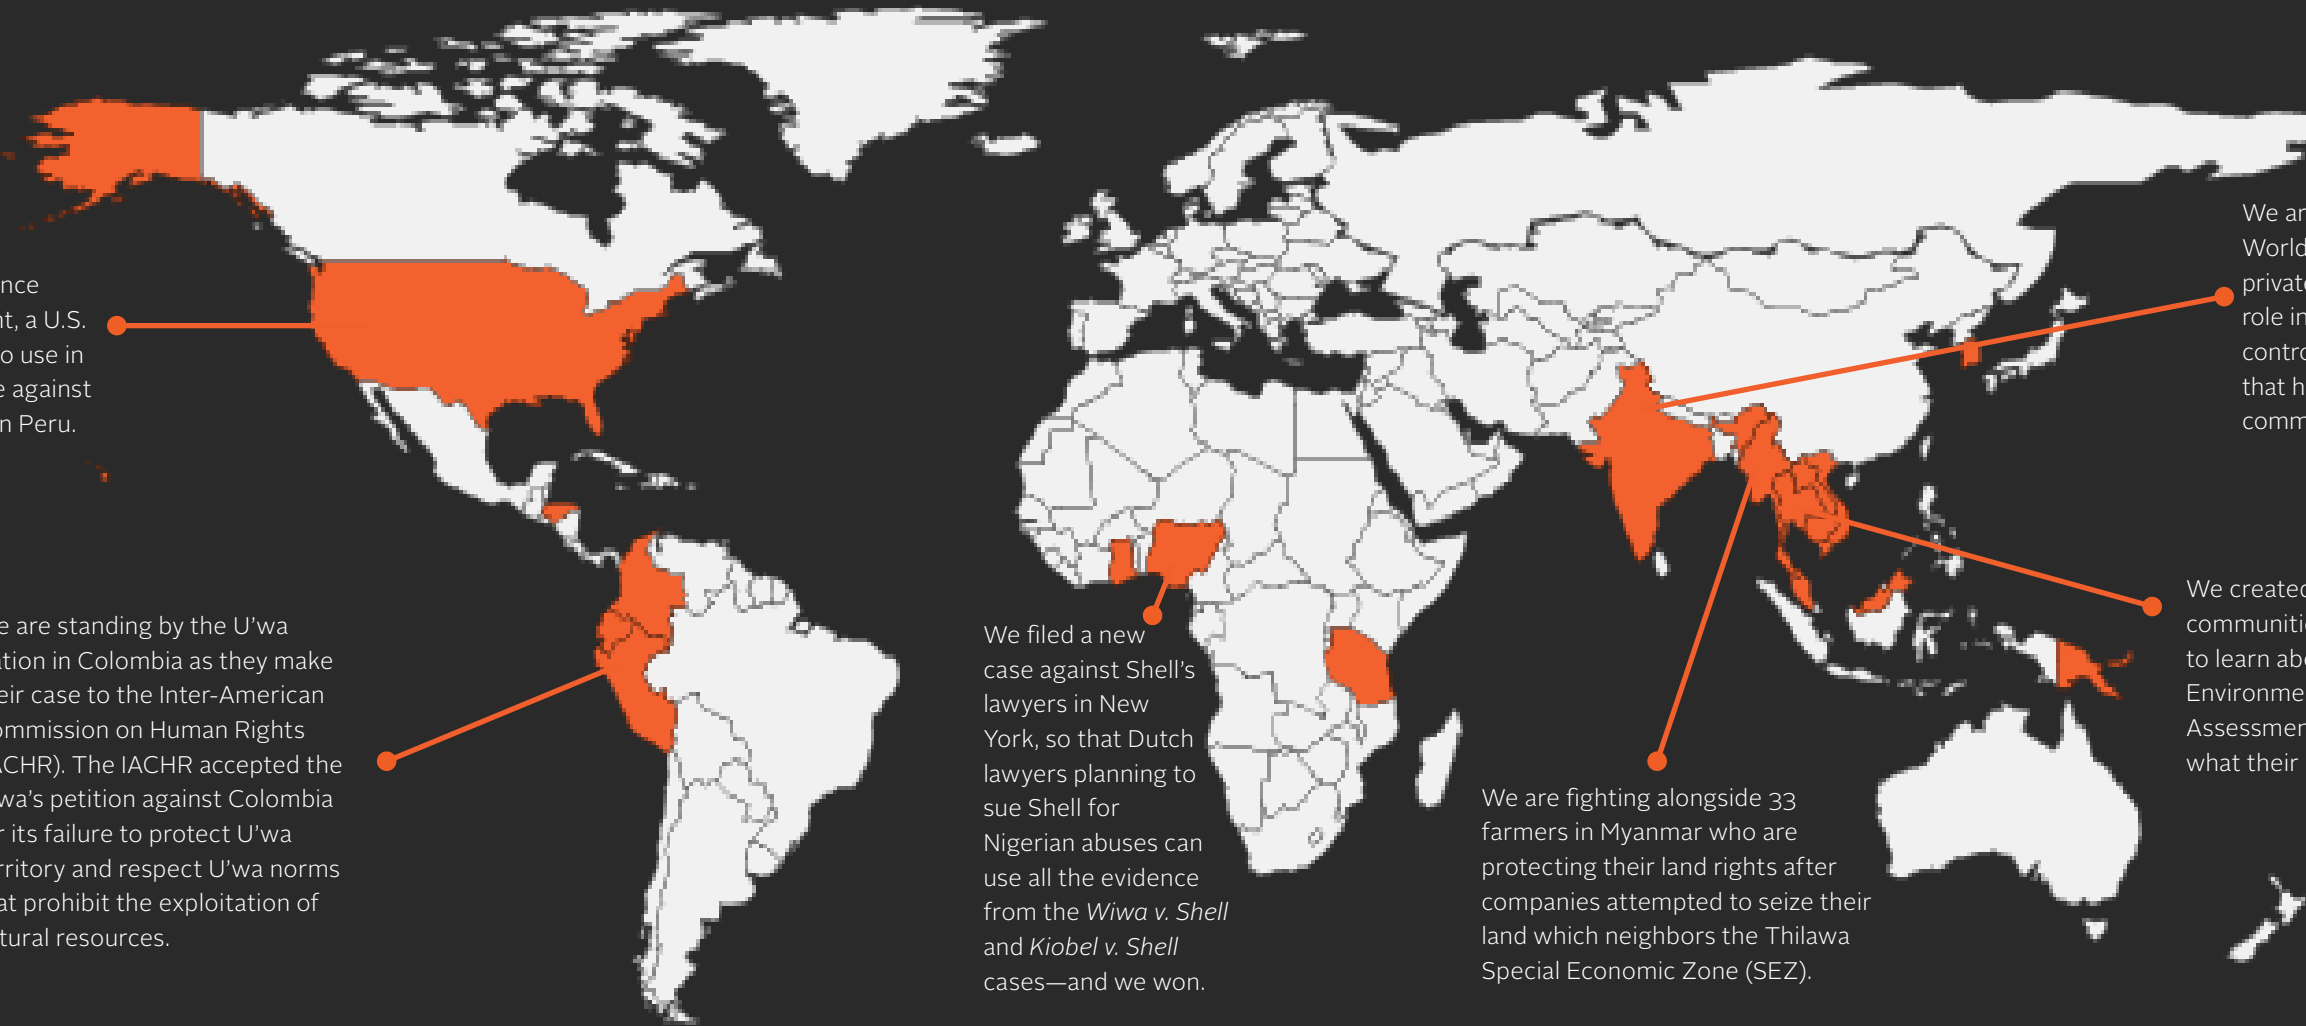 nce
nt, a U.S.
o use in
e against
n Peru.
e are standing by the U'wa
ation in Colombia as they make
eir case to the Inter-American
ommission on Human Rights
ACHR). The IACHR accepted the
wa's petition against Colombia
r its failure to protect U'wa
rritory and respect U'wa norms
at prohibit the exploitation of
tural resources.
We filed a new
case against Shell's
lawyers in New
York, so that Dutch
lawyers planning to
sue Shell for
Nigerian abuses can
use all the evidence
from the Wiwa v. Shell
and Kiobel v. Shell
cases—and we won.
We are fighting alongside 33
farmers in Myanmar who are
protecting their land rights after
companies attempted to seize their
land which neighbors the Thilawa
Special Economic Zone (SEZ).
We ar
World
private
role in
contro
that h
comm
We created
communitie
to learn abo
Environme
Assessmen
what their